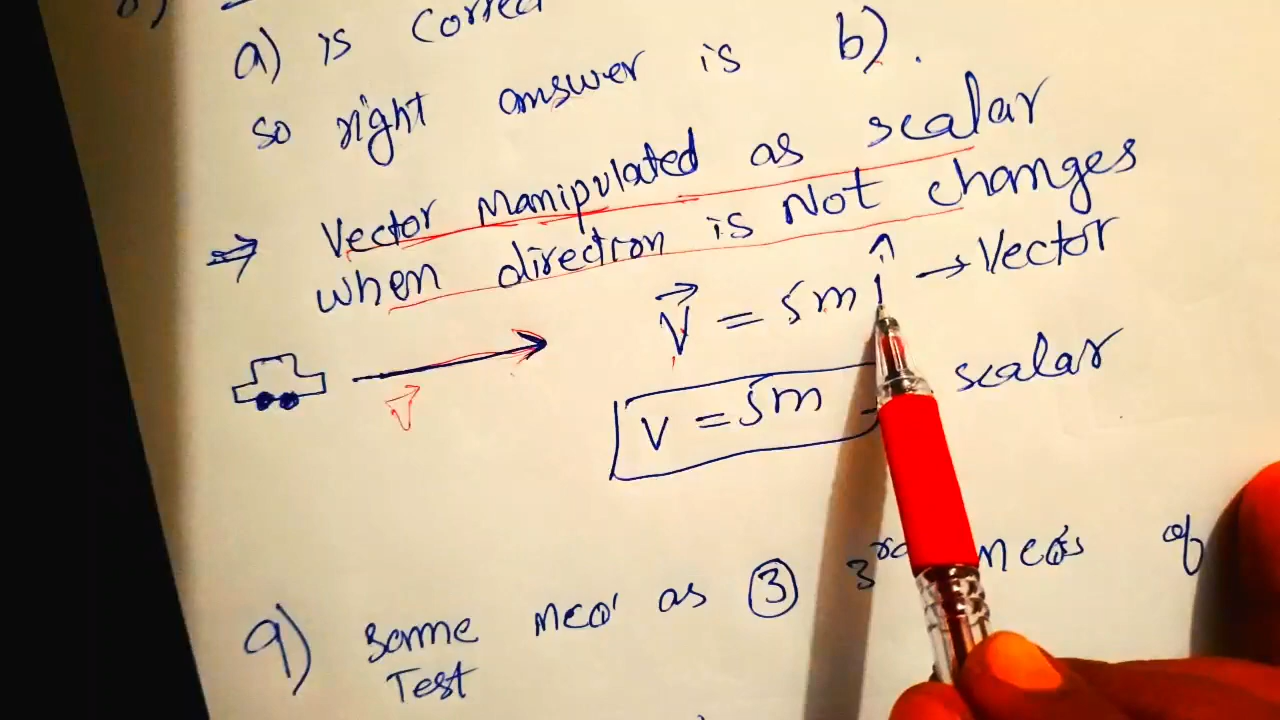 a) is correct
so right answer is b).
⇒ Vector Manipulated as scalar
when direction is Not changes
V⃗ = 5m î → Vector
V⃗
V = 5m - scalar
9) same mcq as ③ 3rd mcqs of
Test